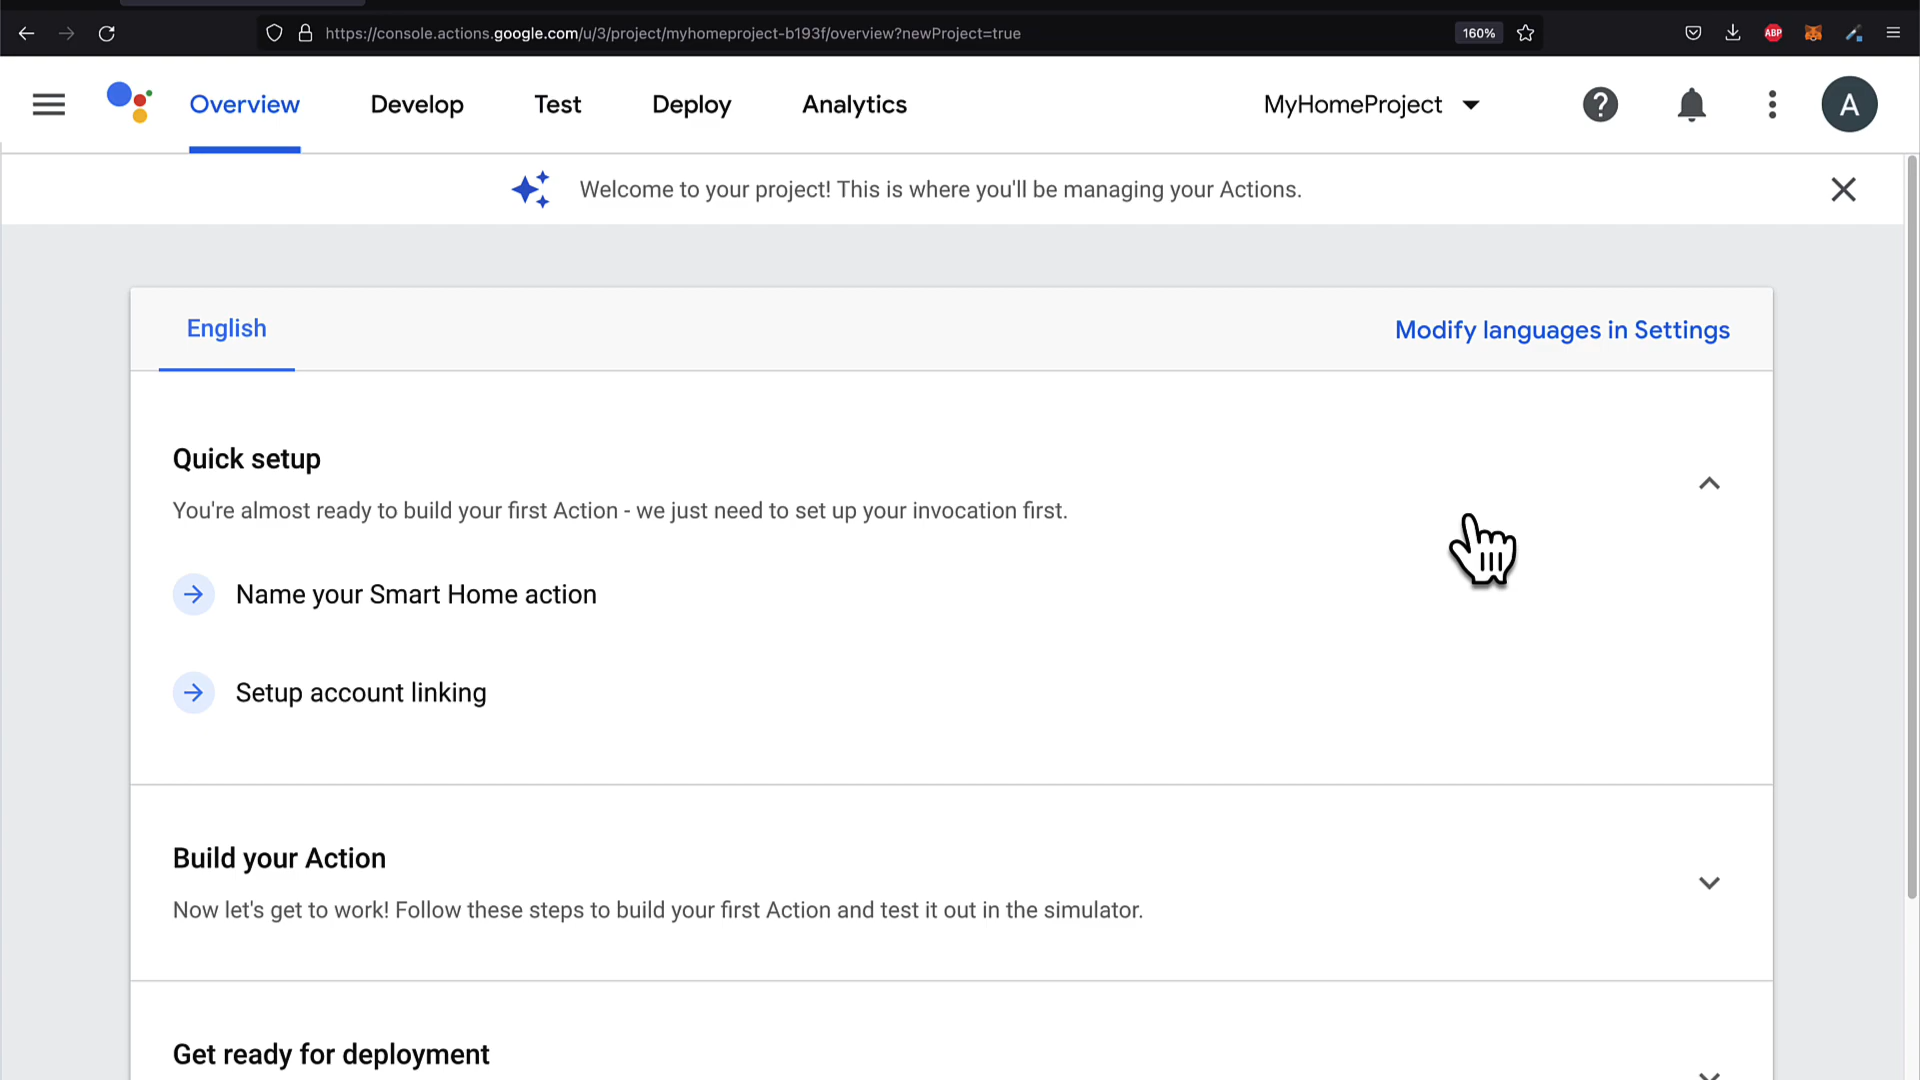 https://console.actions.google.com/u/3/project/myhomeproject-b193f/overview?newProject=true
160%
ABP
Overview
Develop
Test
Deploy
Analytics
MyHomeProject
A
Welcome to your project! This is where you'll be managing your Actions.
English
Modify languages in Settings
Quick setup
You're almost ready to build your first Action - we just need to set up your invocation first.
Name your Smart Home action
Setup account linking
Build your Action
Now let's get to work! Follow these steps to build your first Action and test it out in the simulator.
Get ready for deployment